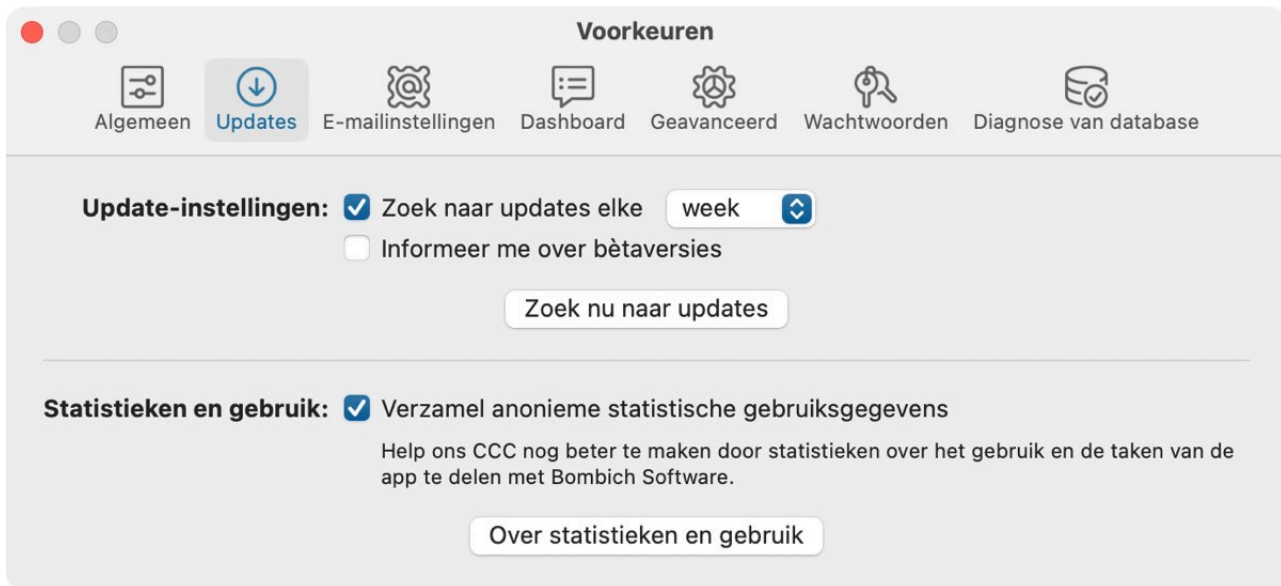 Voorkeuren
Algemeen Updates E-mailinstellingen Dashboard Geavanceerd Wachtwoorden Diagnose van database
Update-instellingen: Zoek naar updates elke week
Informeer me over bètaversies
Zoek nu naar updates
Statistieken en gebruik: Verzamel anonieme statistische gebruiksgegevens
Help ons CCC nog beter te maken door statistieken over het gebruik en de taken van de
app te delen met Bombich Software.
Over statistieken en gebruik